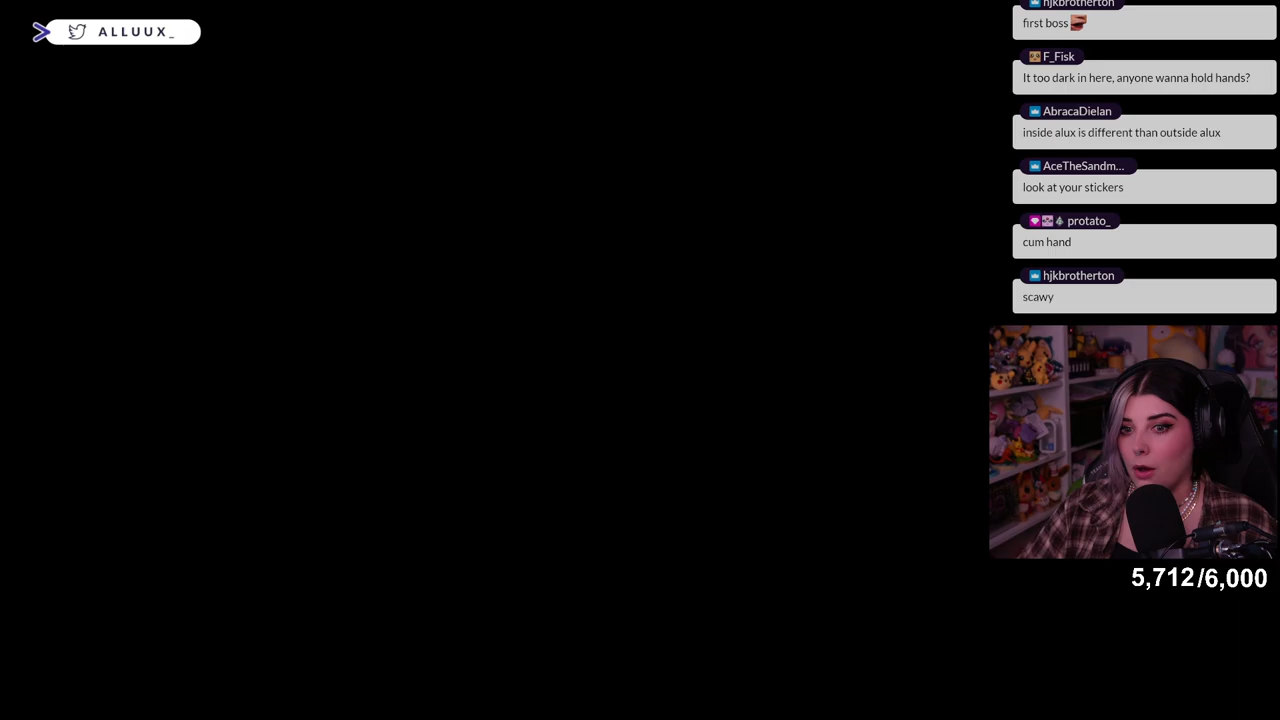 ALLUUX_
hjkbrotherton
first boss
F_Fisk
It too dark in here, anyone wanna hold hands?
AbracaDielan
inside alux is different than outside alux
AceTheSandm...
look at your stickers
protato_
cum hand
hjkbrotherton
scawy
5,712/6,000